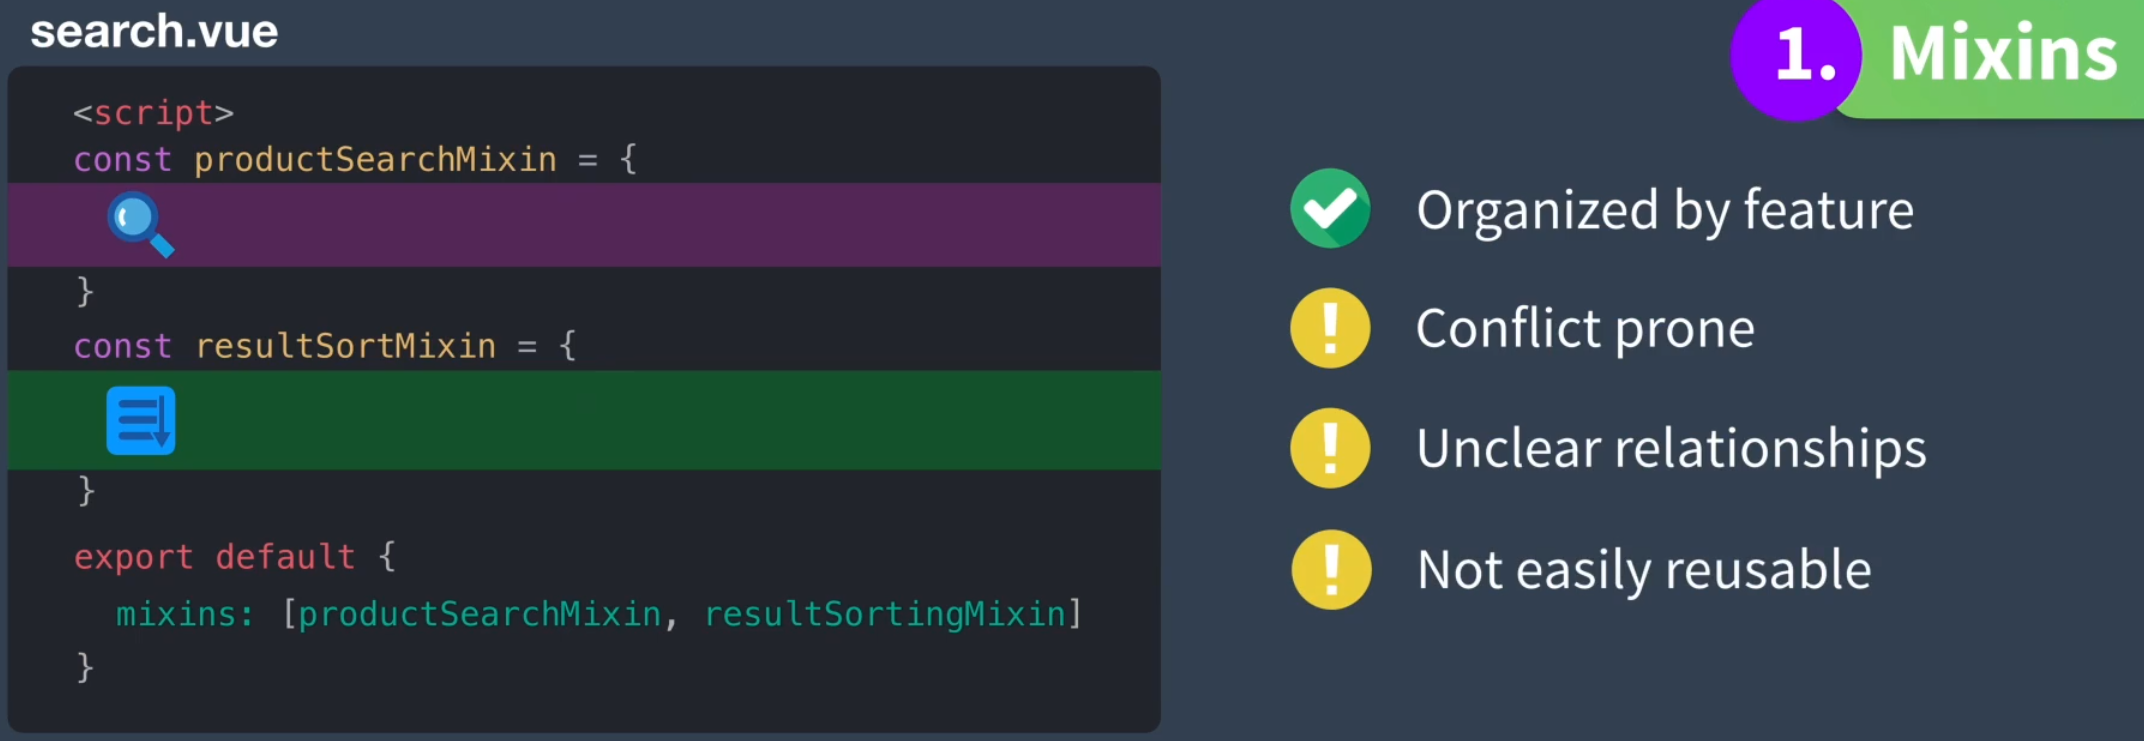 search.vue
<script>
const productSearchMixin = {
}
const resultSortMixin = {
}
export default {
mixins: [productSearchMixin, resultSortingMixin]
}
1. Mixins
Organized by feature
! Conflict prone
! Unclear relationships
! Not easily reusable